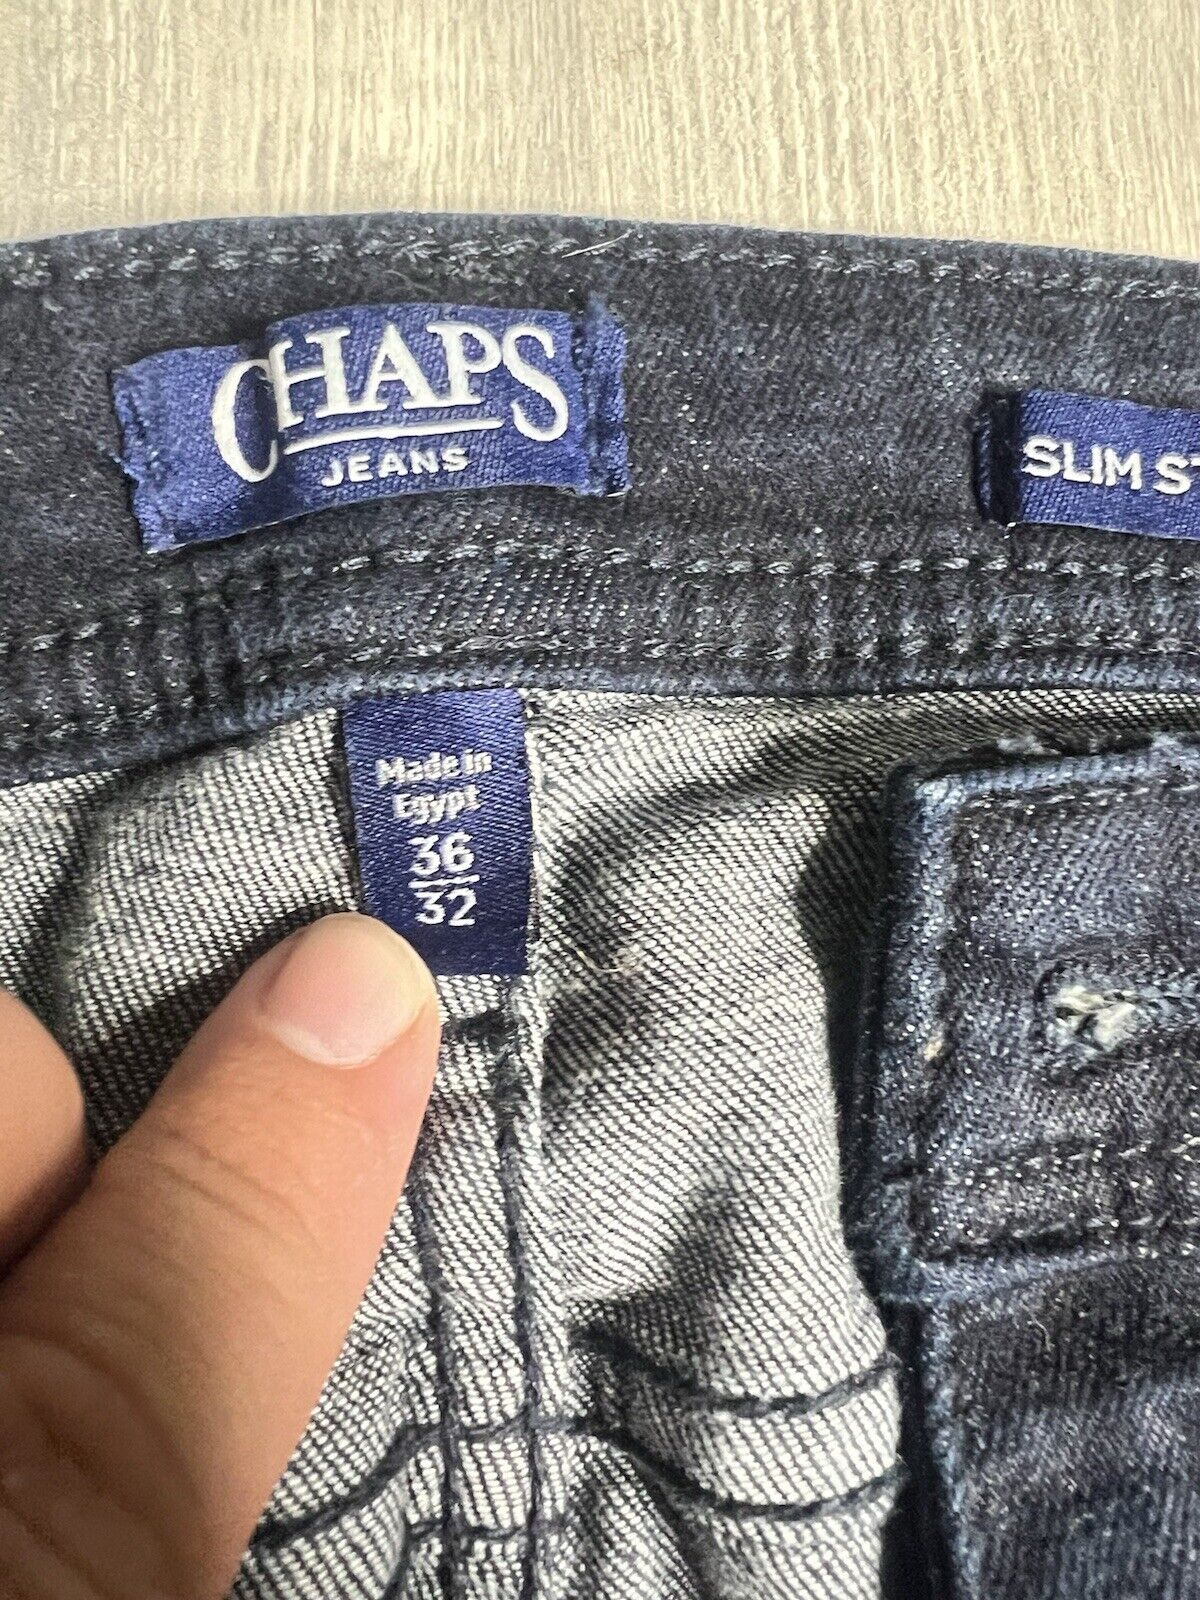 CHAPS
JEANS
SLIM ST
Made in
Egypt
36
32